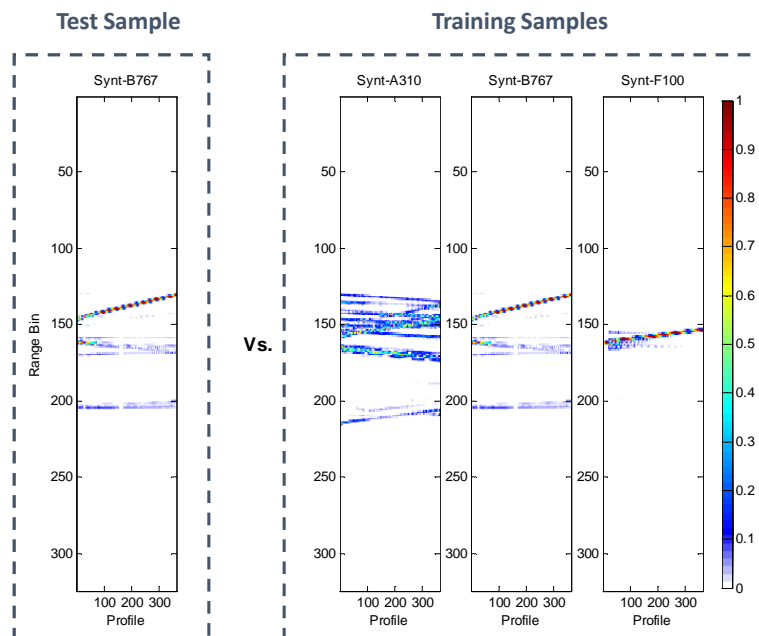 Test Sample
Training Samples
Synt-B767
50
100
150
200
250
300
Range Bin
100 200 300
Profile
Vs.
Synt-A310
Synt-B767
Synt-F100
50
100
150
200
250
300
100 200 300
Profile
50
100
150
200
250
300
100 200 300
Profile
50
100
150
200
250
300
100 200 300
Profile
1
0.9
0.8
0.7
0.6
0.5
0.4
0.3
0.2
0.1
0